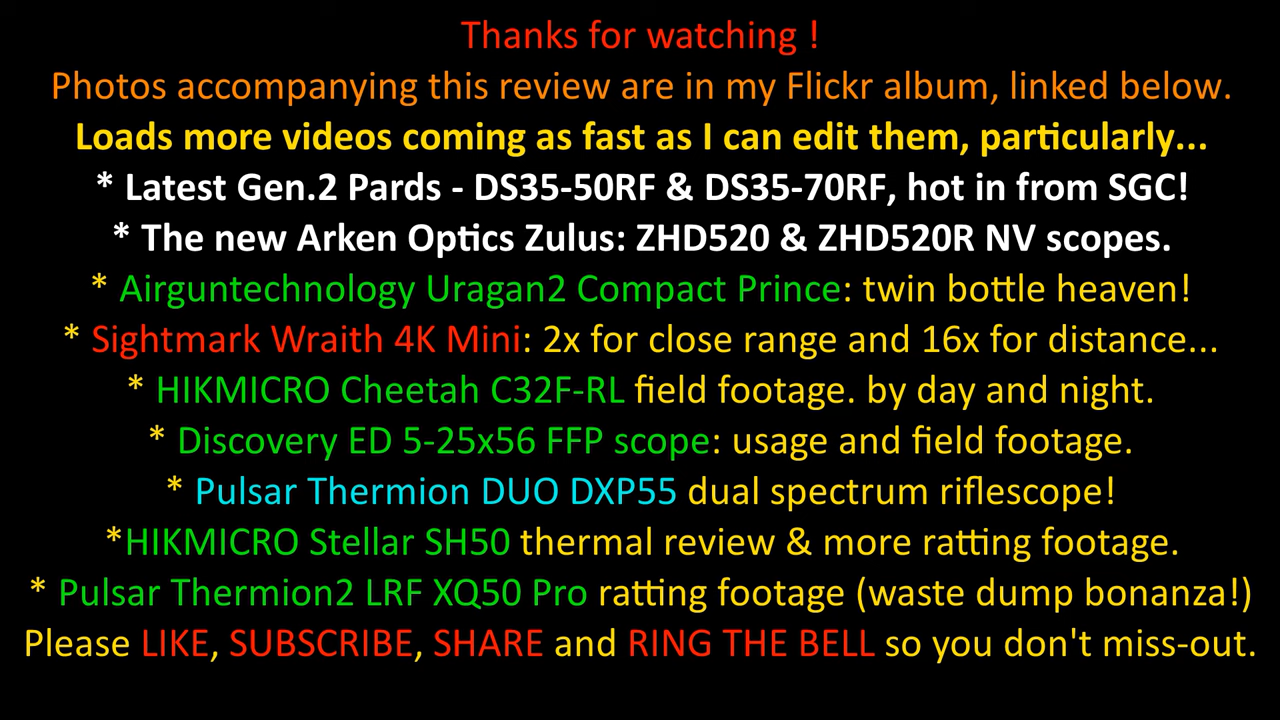 Thanks for watching !
Photos accompanying this review are in my Flickr album, linked below.
Loads more videos coming as fast as I can edit them, particularly...
* Latest Gen.2 Pards - DS35-50RF & DS35-70RF, hot in from SGC!
* The new Arken Optics Zulus: ZHD520 & ZHD520R NV scopes.
* Airguntechnology Uragan2 Compact Prince: twin bottle heaven!
* Sightmark Wraith 4K Mini: 2x for close range and 16x for distance...
* HIKMICRO Cheetah C32F-RL field footage. by day and night.
* Discovery ED 5-25x56 FFP scope: usage and field footage.
* Pulsar Thermion DUO DXP55 dual spectrum riflescope!
*HIKMICRO Stellar SH50 thermal review & more ratting footage.
* Pulsar Thermion2 LRF XQ50 Pro ratting footage (waste dump bonanza!)
Please LIKE, SUBSCRIBE, SHARE and RING THE BELL so you don't miss-out.